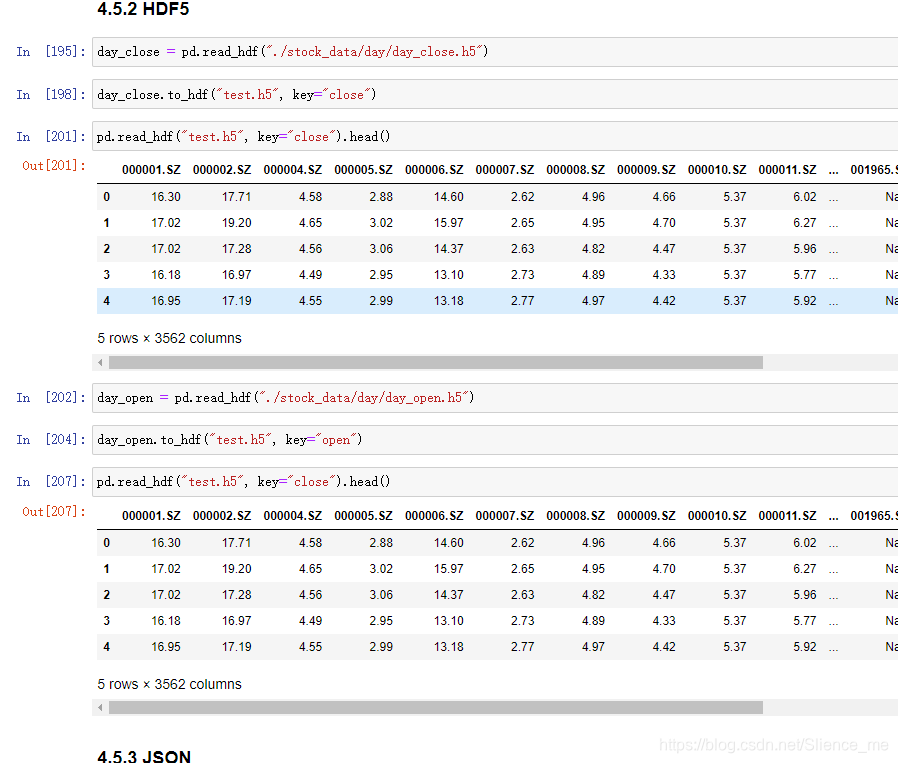 4.5.2 HDF5
In [195]: day_close = pd.read_hdf("./stock_data/day/day_close.h5")
In [198]: day_close.to_hdf("test.h5", key="close")
In [201]: pd.read_hdf("test.h5", key="close").head()
Out[201]:
000001.SZ 000002.SZ 000004.SZ 000005.SZ 000006.SZ 000007.SZ 000008.SZ 000009.SZ 000010.SZ 000011.SZ ... 001965.S
0 16.30 17.71 4.58 2.88 14.60 2.62 4.96 4.66 5.37 6.02 ... Na
1 17.02 19.20 4.65 3.02 15.97 2.65 4.95 4.70 5.37 6.27 ... Na
2 17.02 17.28 4.56 3.06 14.37 2.63 4.82 4.47 5.37 5.96 ... Na
3 16.18 16.97 4.49 2.95 13.10 2.73 4.89 4.33 5.37 5.77 ... Na
4 16.95 17.19 4.55 2.99 13.18 2.77 4.97 4.42 5.37 5.92 ... Na
5 rows × 3562 columns
In [202]: day_open = pd.read_hdf("./stock_data/day/day_open.h5")
In [204]: day_open.to_hdf("test.h5", key="open")
In [207]: pd.read_hdf("test.h5", key="close").head()
Out[207]:
000001.SZ 000002.SZ 000004.SZ 000005.SZ 000006.SZ 000007.SZ 000008.SZ 000009.SZ 000010.SZ 000011.SZ ... 001965.S
0 16.30 17.71 4.58 2.88 14.60 2.62 4.96 4.66 5.37 6.02 ... Na
1 17.02 19.20 4.65 3.02 15.97 2.65 4.95 4.70 5.37 6.27 ... Na
2 17.02 17.28 4.56 3.06 14.37 2.63 4.82 4.47 5.37 5.96 ... Na
3 16.18 16.97 4.49 2.95 13.10 2.73 4.89 4.33 5.37 5.77 ... Na
4 16.95 17.19 4.55 2.99 13.18 2.77 4.97 4.42 5.37 5.92 ... Na
5 rows × 3562 columns
https://blog.csdn.net/Slience_me
4.5.3 JSON